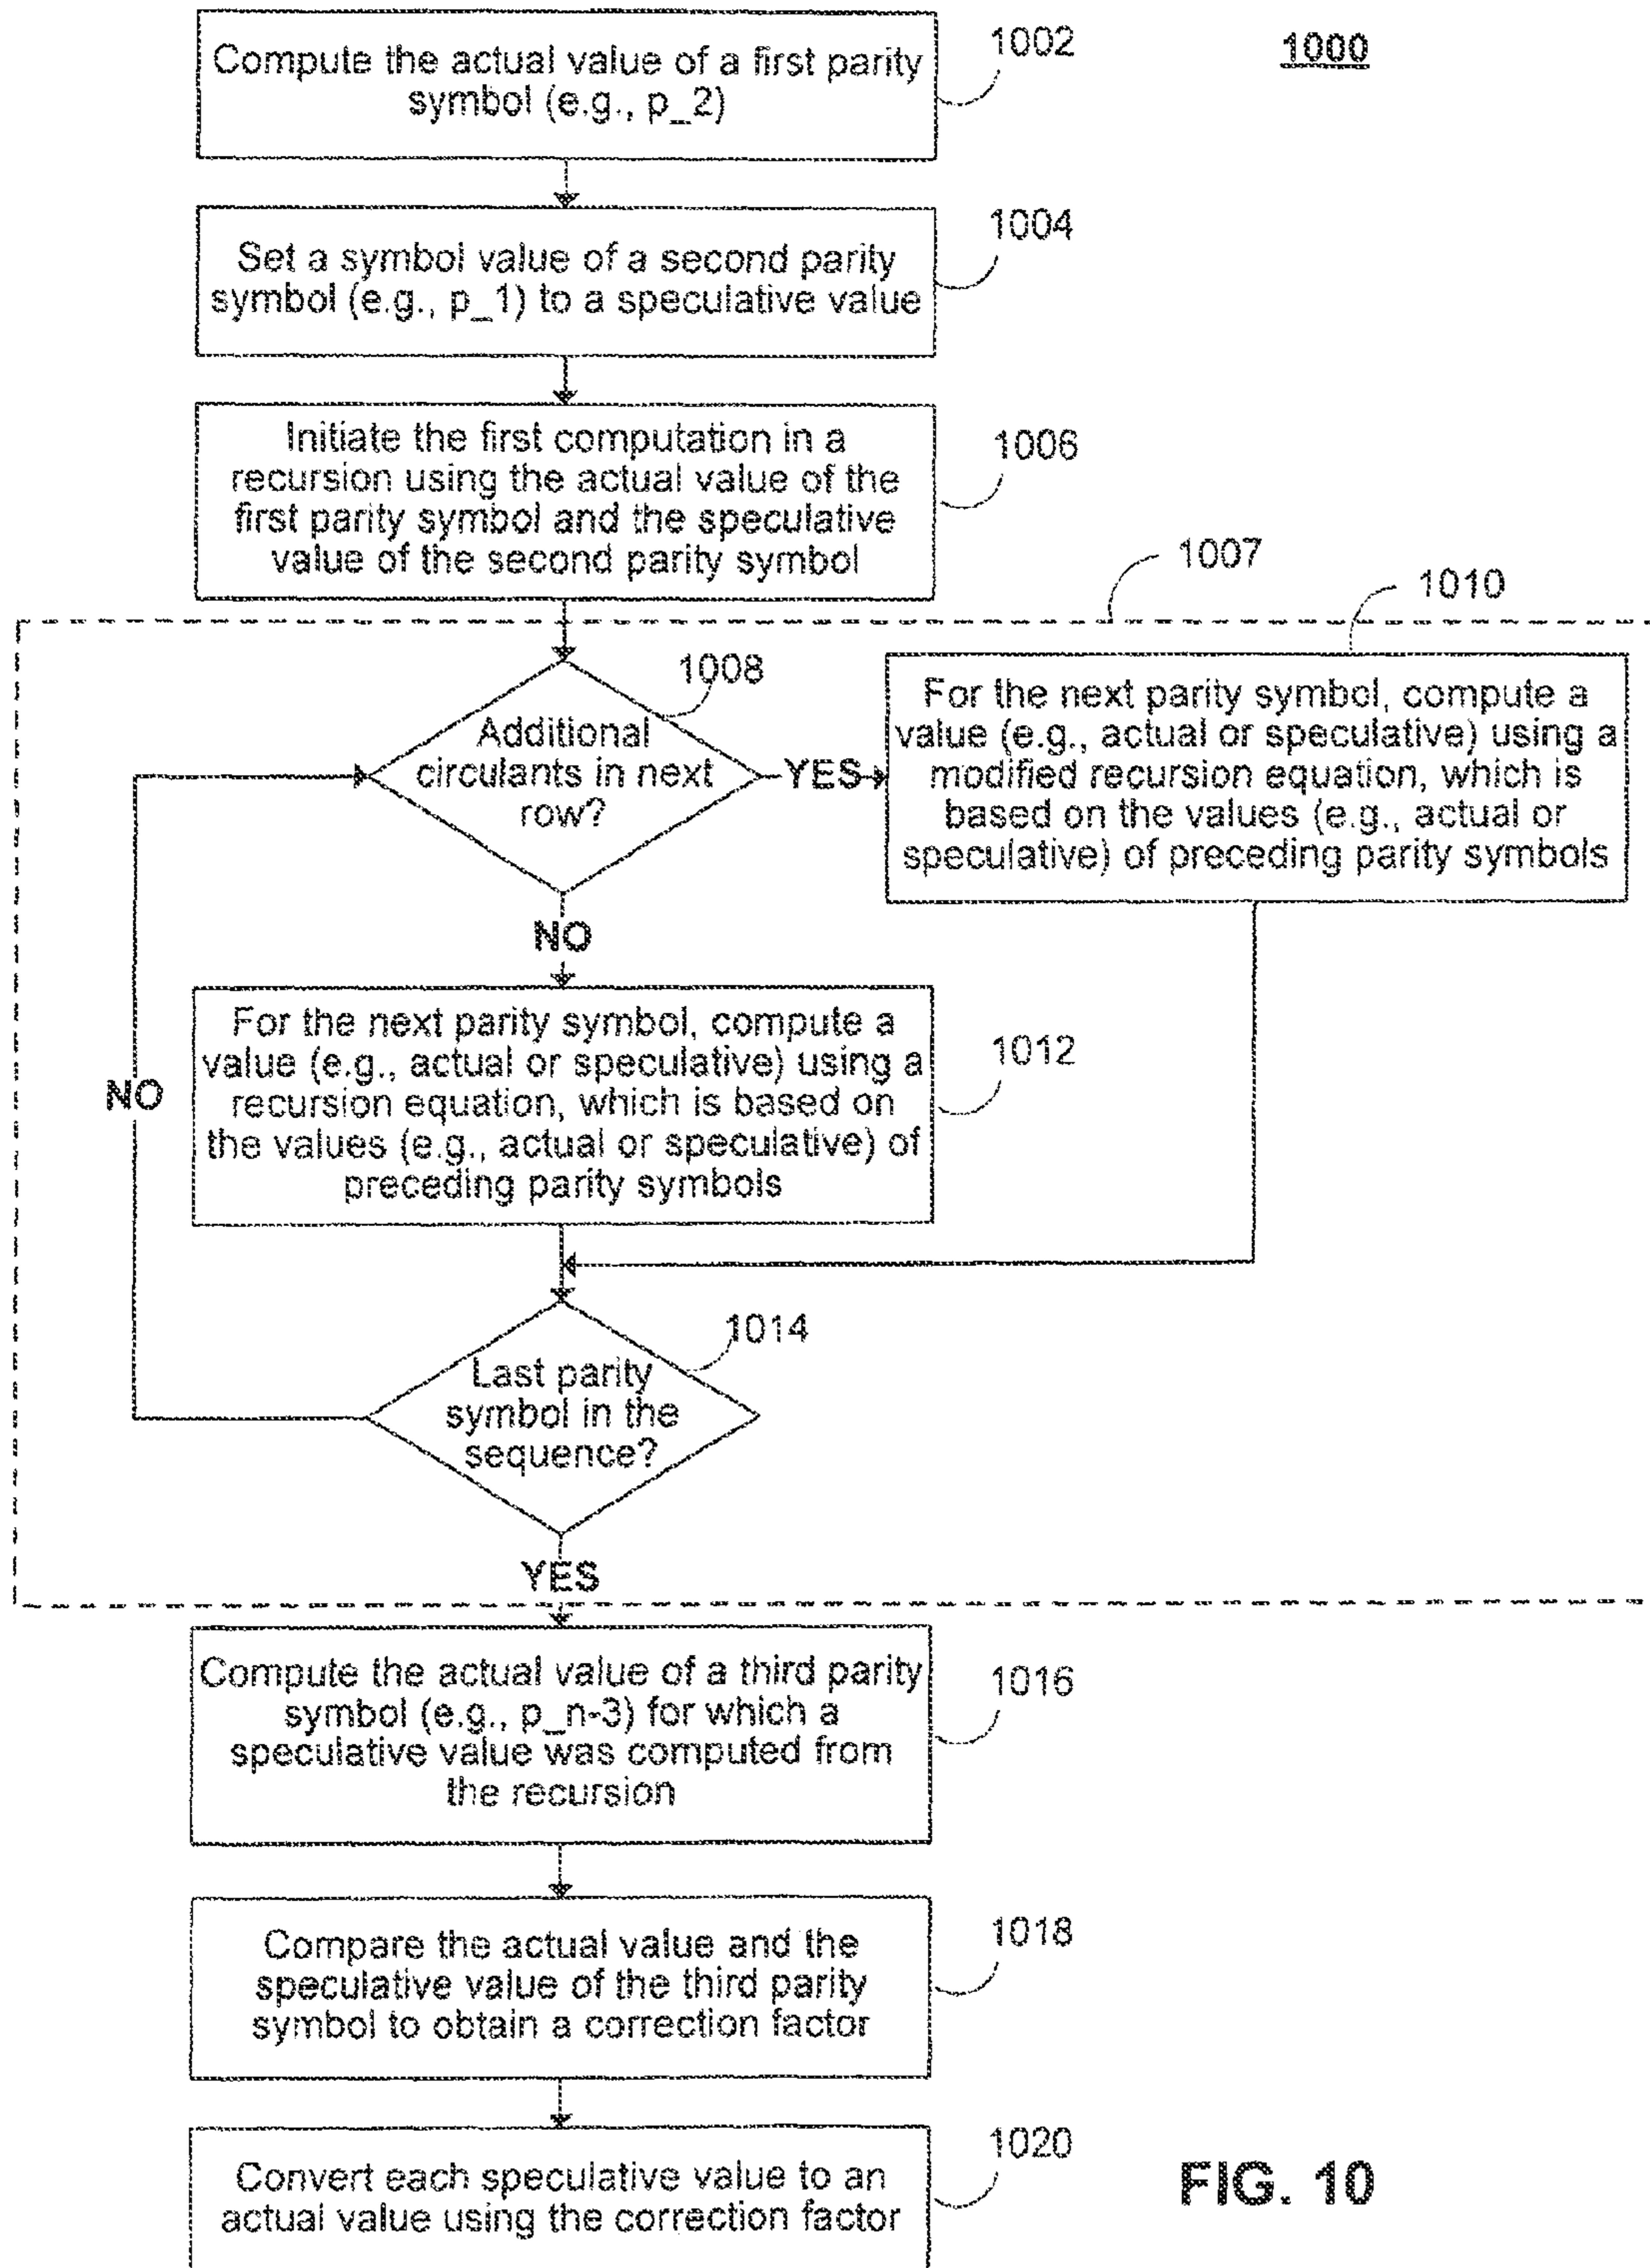 1000
Compute the actual value of a first parity
symbol (e.g., p_2)
1002
Set a symbol value of a second parity
symbol (e.g., p_1) to a speculative value
1004
Initiate the first computation in a
recursion using the actual value of the
first parity symbol and the speculative
value of the second parity symbol
1006
1007
1008
Additional
circulants in next
row?
YES
1010
For the next parity symbol, compute a
value (e.g., actual or speculative) using a
modified recursion equation, which is
based on the values (e.g., actual or
speculative) of preceding parity symbols
NO
For the next parity symbol, compute a
value (e.g., actual or speculative) using a
recursion equation, which is based on
the values (e.g., actual or speculative) of
preceding parity symbols
1012
NO
1014
Last parity
symbol in the
sequence?
YES
Compute the actual value of a third parity
symbol (e.g., p_n-3) for which a
speculative value was computed from
the recursion
1016
Compare the actual value and the
speculative value of the third parity
symbol to obtain a correction factor
1018
Convert each speculative value to an
actual value using the correction factor
1020
FIG. 10